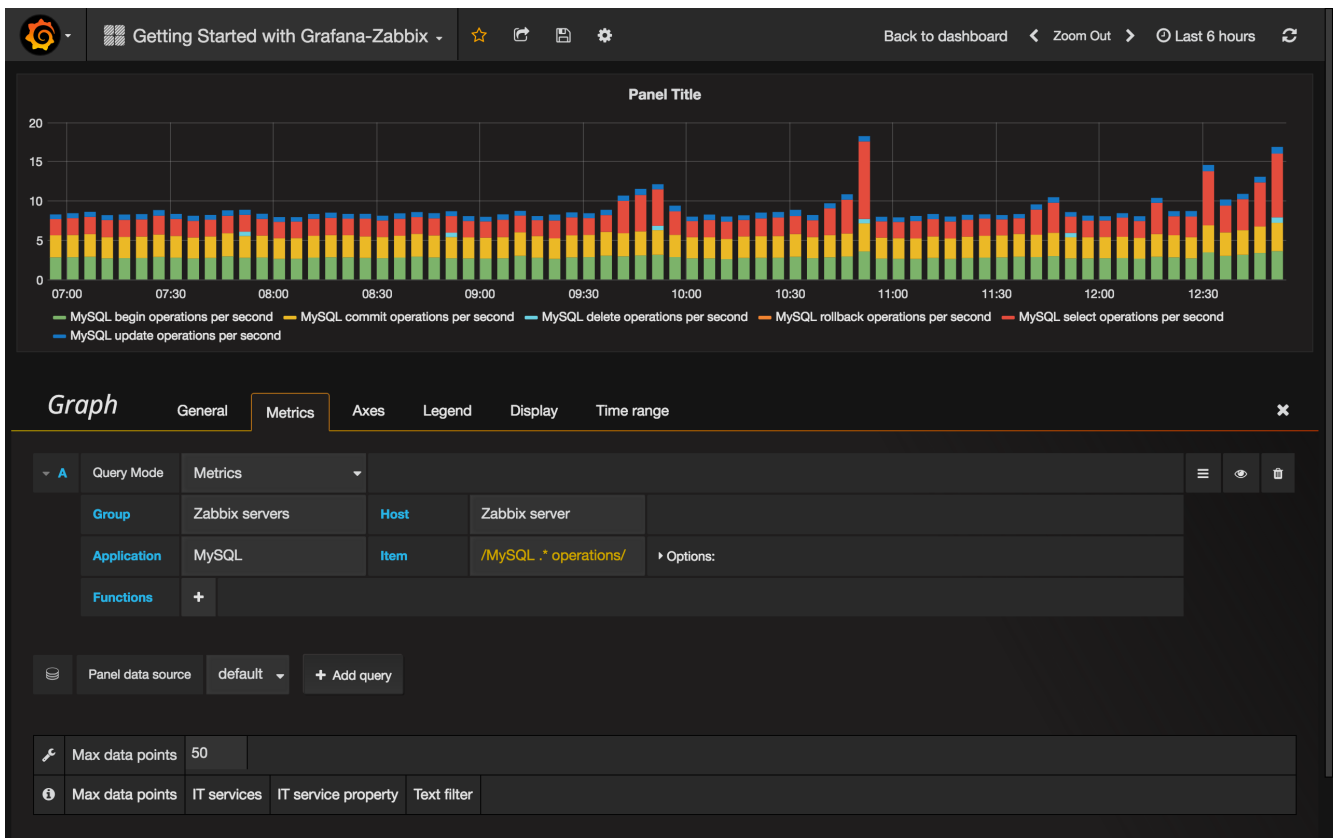 Getting Started with Grafana-Zabbix
Back to dashboard Zoom Out Last 6 hours
Panel Title
20
15
10
5
0
07:00 07:30 08:00 08:30 09:00 09:30 10:00 10:30 11:00 11:30 12:00 12:30
MySQL begin operations per second MySQL commit operations per second MySQL delete operations per second MySQL rollback operations per second MySQL select operations per second
MySQL update operations per second
Graph General Metrics Axes Legend Display Time range
A Query Mode Metrics
Group Zabbix servers Host Zabbix server
Application MySQL Item /MySQL .* operations/ Options:
Functions +
Panel data source default + Add query
Max data points 50
Max data points IT services IT service property Text filter